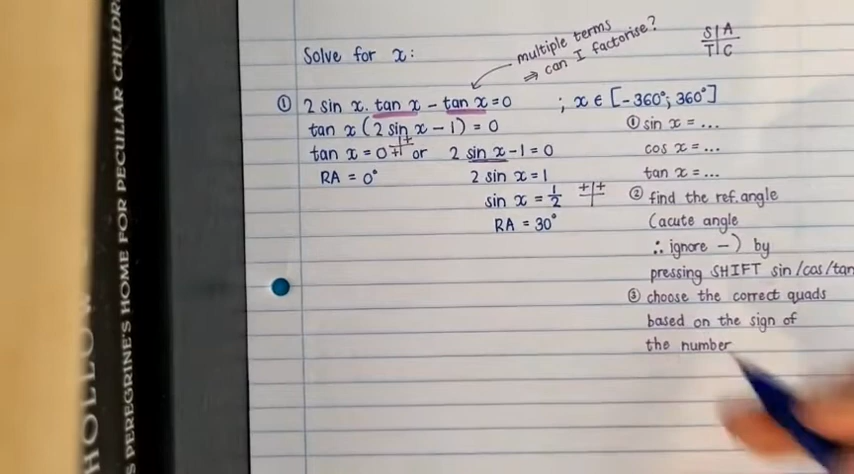 Solve for x:
multiple terms
⇒ can I factorise?
S | A
T | C
① 2 sin x. tan x - tan x = 0 ; x ∈ [-360°; 360°]
tan x (2 sin x - 1) = 0
tan x = 0 or 2 sin x - 1 = 0
RA = 0° 2 sin x = 1
sin x = 1/2 + | +
RA = 30°
① sin x = ...
cos x = ...
tan x = ...
② find the ref. angle
(acute angle
∴ ignore -) by
pressing SHIFT sin/cos/tan
③ choose the correct quads
based on the sign of
the number
HOLLOW
PEREGRINE'S HOME FOR PECULIAR CHILDR